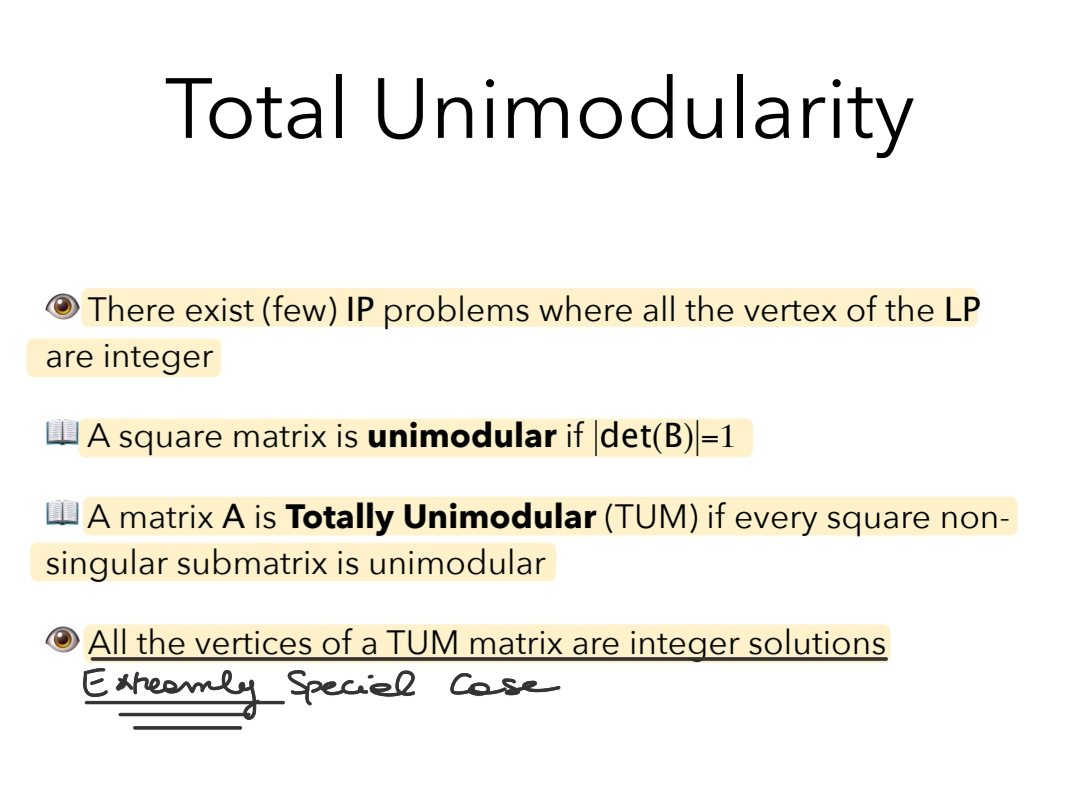 Total Unimodularity
There exist (few) IP problems where all the vertex of the LP
are integer
A square matrix is unimodular if |det(B)|=1
A matrix A is Totally Unimodular (TUM) if every square non-
singular submatrix is unimodular
All the vertices of a TUM matrix are integer solutions
Extreamly Special Case